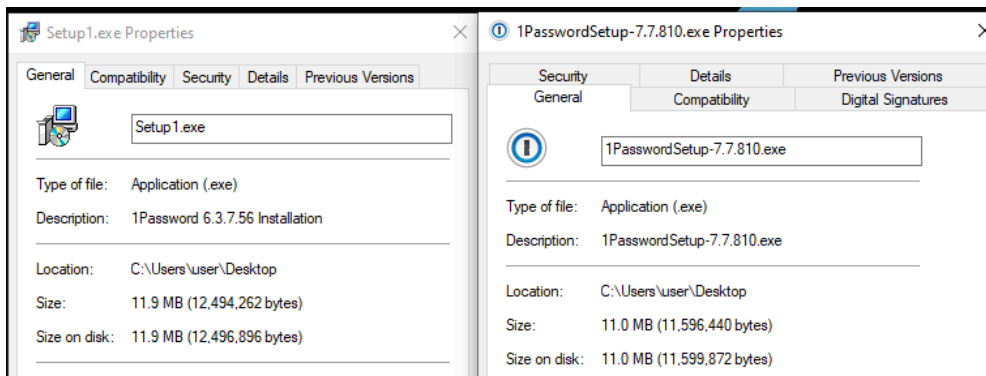 Setup1.exe Properties
General Compatibility Security Details Previous Versions
Setup1.exe
Type of file: Application (.exe)
Description: 1Password 6.3.7.56 Installation
Location: C:\Users\user\Desktop
Size: 11.9 MB (12,494,262 bytes)
Size on disk: 11.9 MB (12,496,896 bytes)
1PasswordSetup-7.7.810.exe Properties
Security Details Previous Versions
General Compatibility Digital Signatures
1PasswordSetup-7.7.810.exe
Type of file: Application (.exe)
Description: 1PasswordSetup-7.7.810.exe
Location: C:\Users\user\Desktop
Size: 11.0 MB (11,596,440 bytes)
Size on disk: 11.0 MB (11,599,872 bytes)